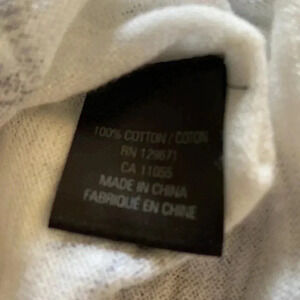 100% COTTON / COTON
RN 129671
CA 11055
MADE IN CHINA
FABRIQUÉ EN CHINE